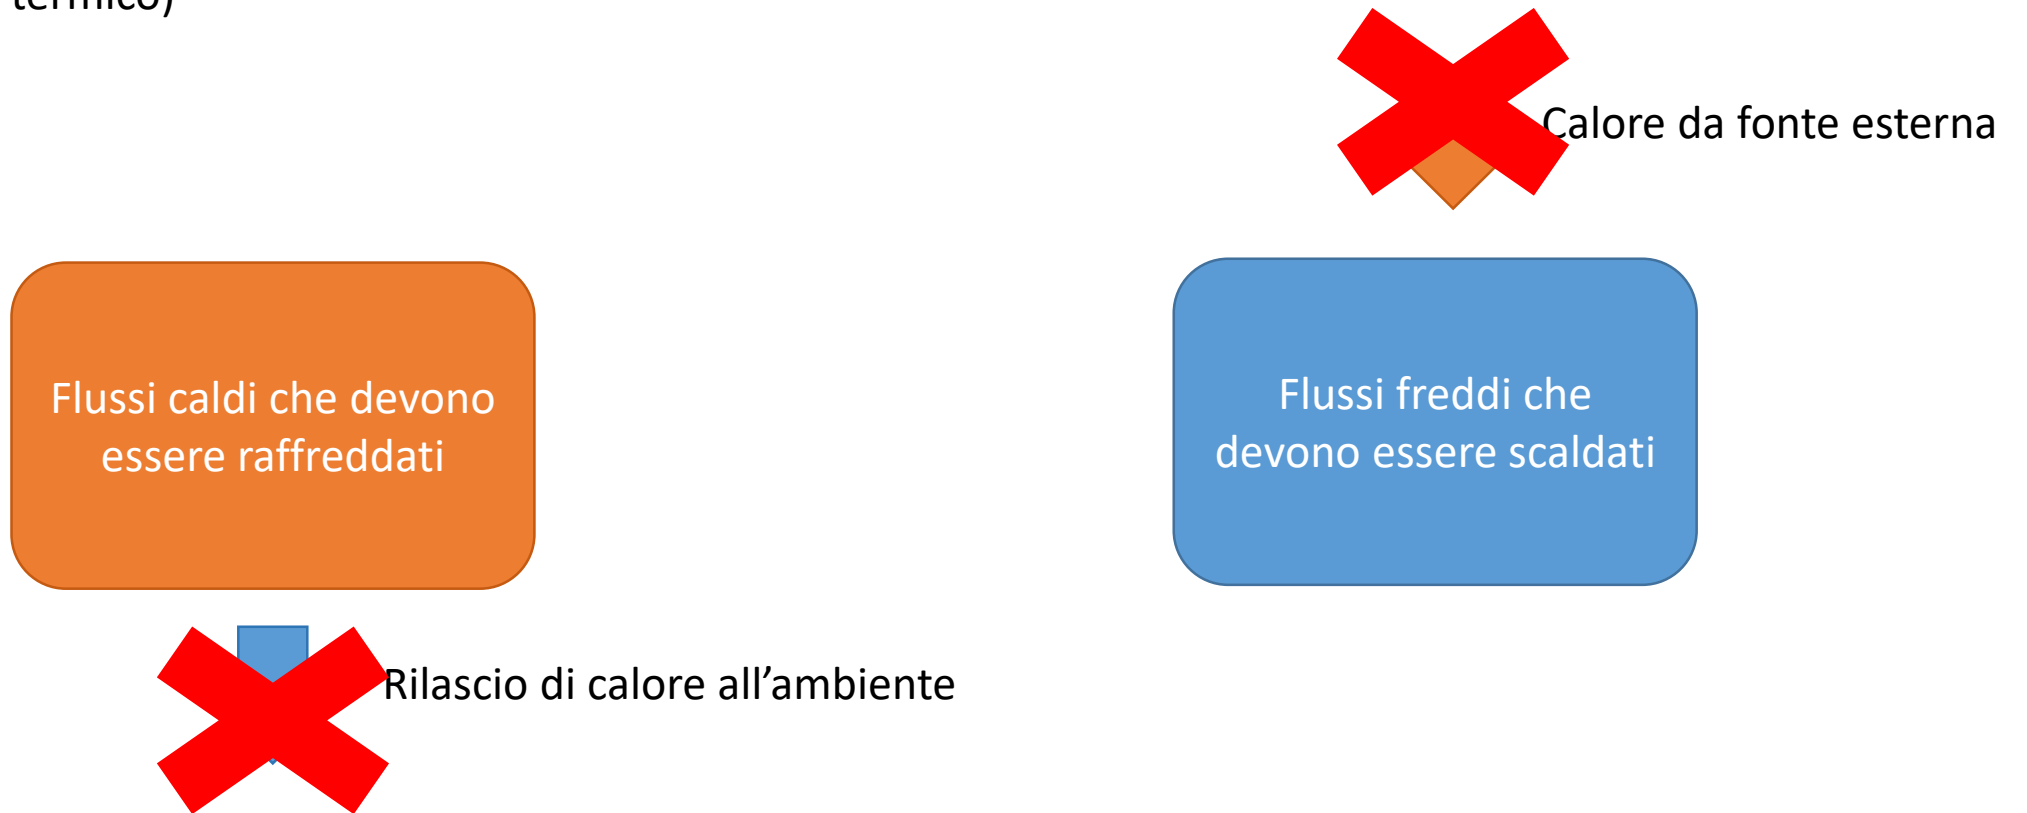 termico)
Calore da fonte esterna
Flussi caldi che devono
essere raffreddati
Flussi freddi che
devono essere scaldati
Rilascio di calore all’ambiente